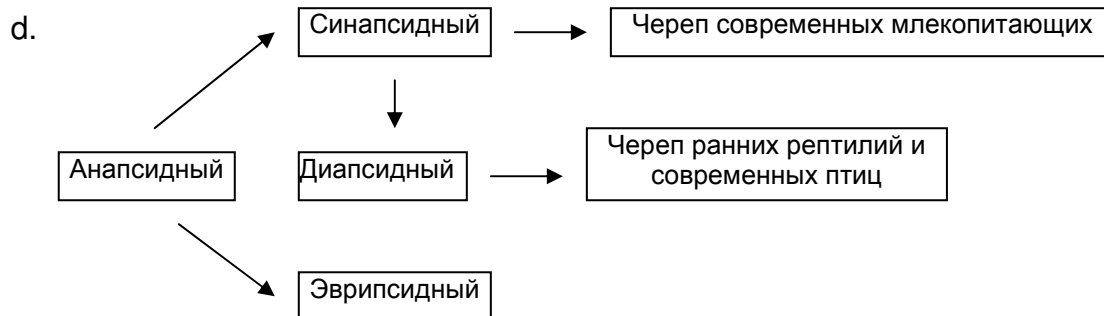 d.
Синапсидный
Череп современных млекопитающих
Анапсидный
Диапсидный
Череп ранних рептилий и
современных птиц
Эврипсидный